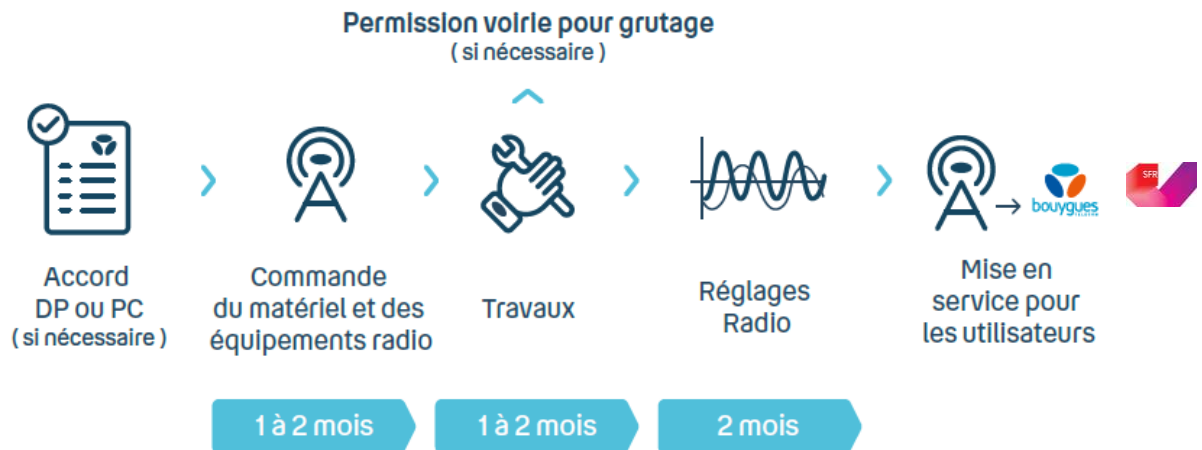 Permission voirie pour grutage
( si nécessaire )
Accord
DP ou PC
( si nécessaire )
Commande
du matériel et des
équipements radio
Travaux
Réglages
Radio
bouygues
TELECOM
SFR
Mise en
service pour
les utilisateurs
1 à 2 mois
1 à 2 mois
2 mois